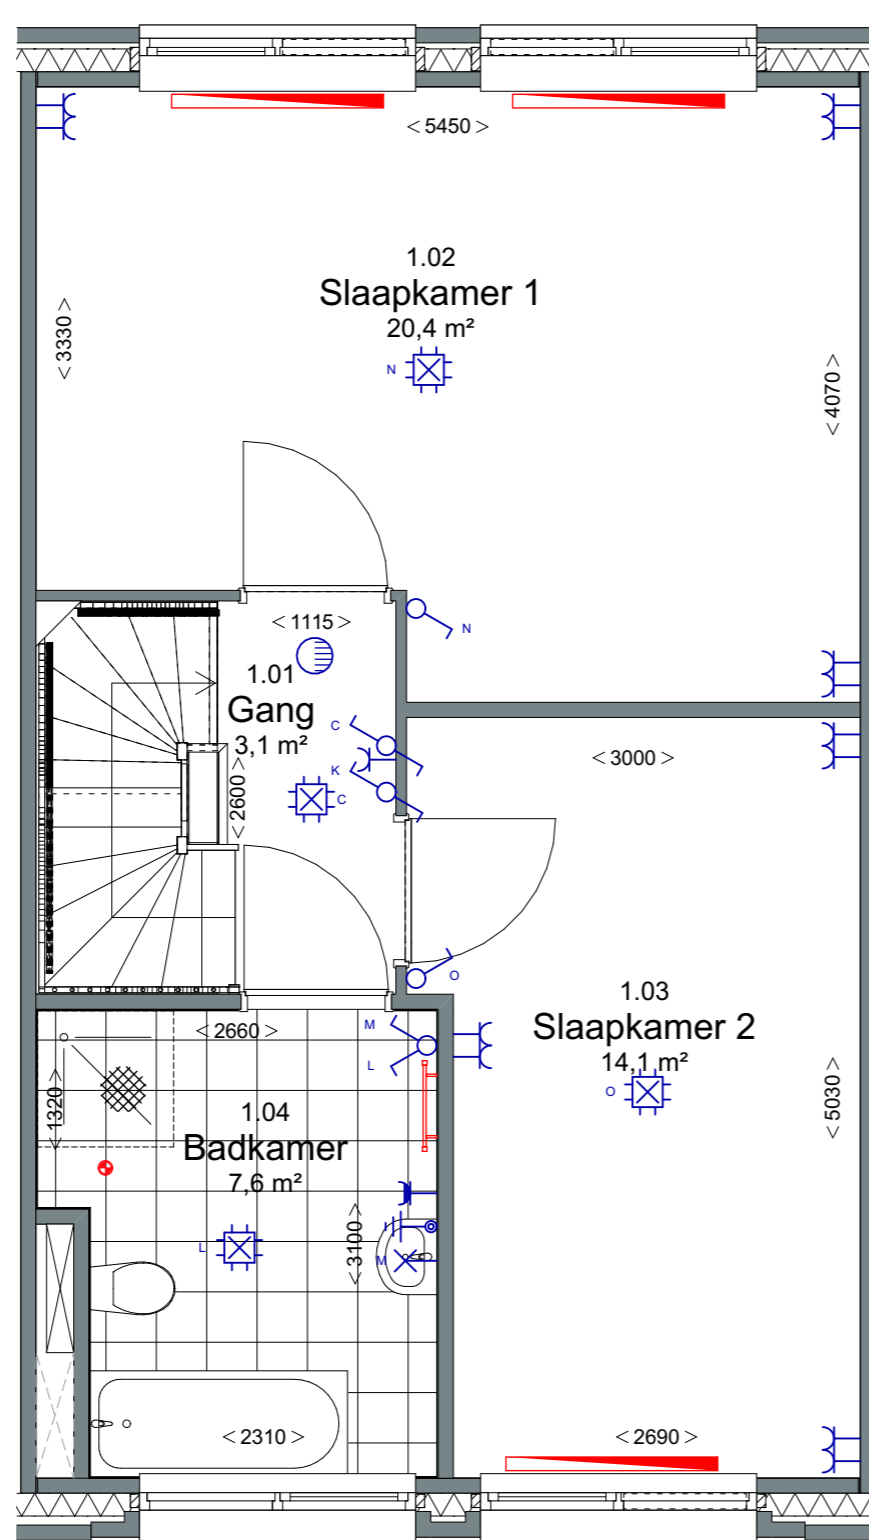 <5450>
1.02
Slaapkamer 1
20,4 m²
N
<3330>
<4070>
<1115>
N
1.01
Gang
3,1 m²
C
K
C
<2600>
<3000>
O
1.03
Slaapkamer 2
14,1 m²
O
<5030>
<2660>
M
L
<1320>
1.04
Badkamer
7,6 m²
L
<3100>
M
<2310>
<2690>